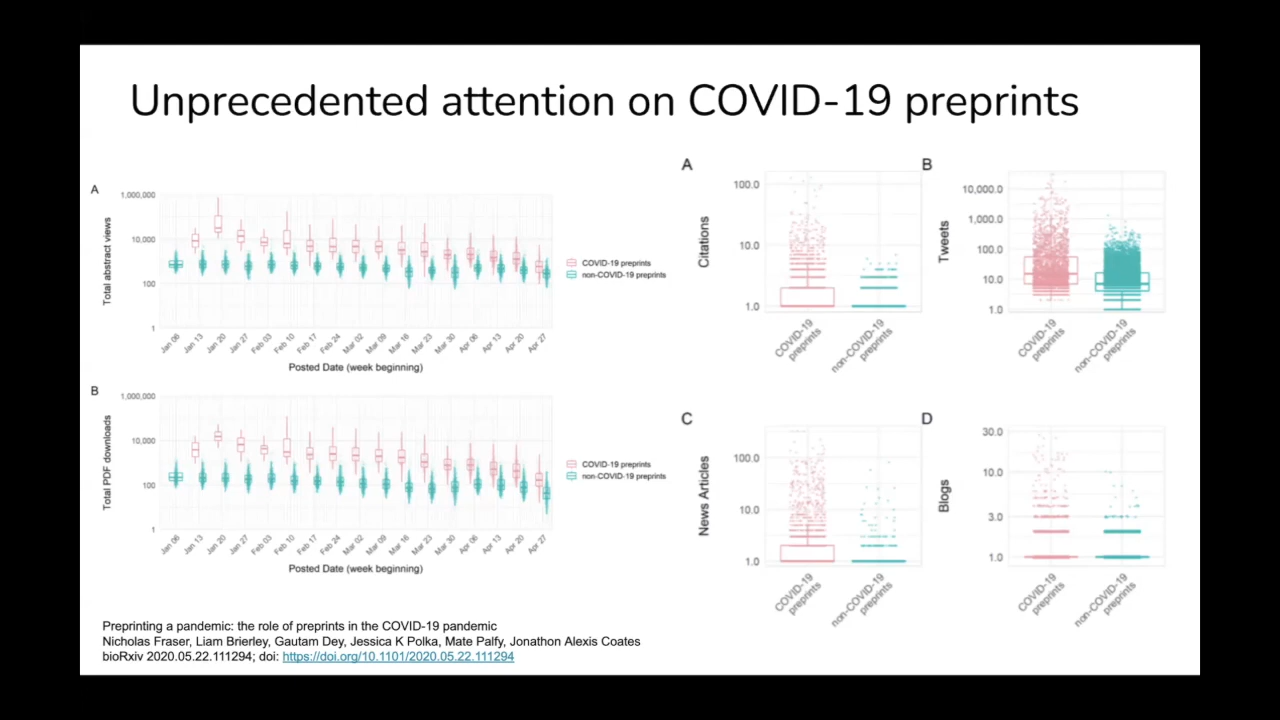 Unprecedented attention on COVID-19 preprints
A
Total abstract views
1,000,000
10,000
100
1
Jan 06
Jan 13
Jan 20
Jan 27
Feb 03
Feb 10
Feb 17
Feb 24
Mar 02
Mar 09
Mar 16
Mar 23
Mar 30
Apr 06
Apr 13
Apr 20
Apr 27
Posted Date (week beginning)
COVID-19 preprints
non-COVID-19 preprints
B
Total PDF downloads
1,000,000
10,000
100
1
Jan 06
Jan 13
Jan 20
Jan 27
Feb 03
Feb 10
Feb 17
Feb 24
Mar 02
Mar 09
Mar 16
Mar 23
Mar 30
Apr 06
Apr 13
Apr 20
Apr 27
Posted Date (week beginning)
COVID-19 preprints
non-COVID-19 preprints
A
Citations
100.0
10.0
1.0
COVID-19
preprints
non-COVID-19
preprints
B
Tweets
10,000.0
1,000.0
100.0
10.0
1.0
COVID-19
preprints
non-COVID-19
preprints
C
News Articles
100.0
10.0
1.0
COVID-19
preprints
non-COVID-19
preprints
D
Blogs
30.0
10.0
3.0
1.0
COVID-19
preprints
non-COVID-19
preprints
Preprinting a pandemic: the role of preprints in the COVID-19 pandemic
Nicholas Fraser, Liam Brierley, Gautam Dey, Jessica K Polka, Mate Palfy, Jonathon Alexis Coates
bioRxiv 2020.05.22.111294; doi: https://doi.org/10.1101/2020.05.22.111294